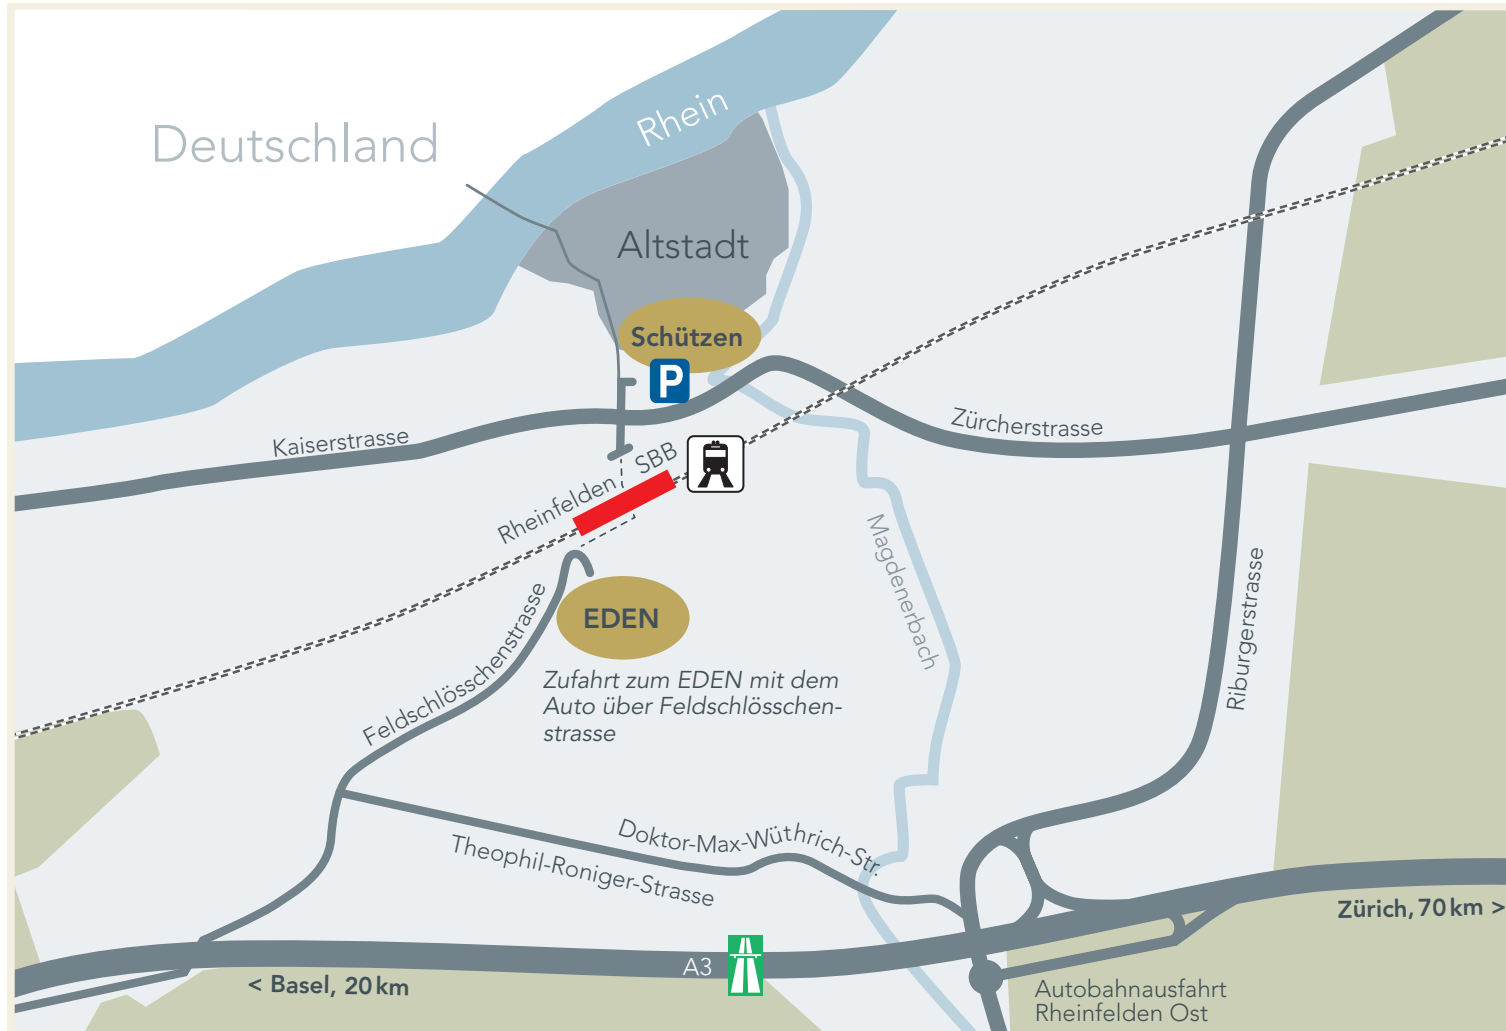 Rhein
Deutschland
Altstadt
Schützen
P
Kaiserstrasse
Zürcherstrasse
Rheinfelden SBB
Magdenerbach
Riburgerstrasse
Feldschlösschenstrasse
EDEN
Zufahrt zum EDEN mit dem
Auto über Feldschlösschen-
strasse
Doktor-Max-Wüthrich-Str.
Theophil-Roniger-Strasse
Zürich, 70 km >
A3
< Basel, 20 km
Autobahnausfahrt
Rheinfelden Ost